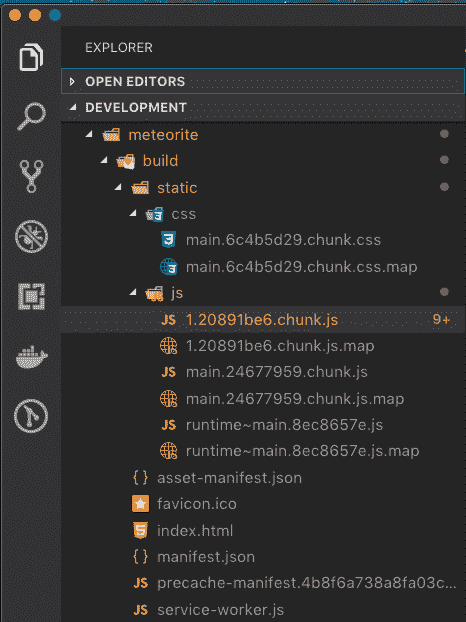 EXPLORER
OPEN EDITORS
DEVELOPMENT
meteorite
build
static
css
main.6c4b5d29.chunk.css
main.6c4b5d29.chunk.css.map
js
JS 1.20891be6.chunk.js 9+
1.20891be6.chunk.js.map
JS main.24677959.chunk.js
main.24677959.chunk.js.map
JS runtime~main.8ec8657e.js
runtime~main.8ec8657e.js.map
{ } asset-manifest.json
favicon.ico
index.html
{ } manifest.json
JS precache-manifest.4b8f6a738a8fa03c...
JS service-worker.js